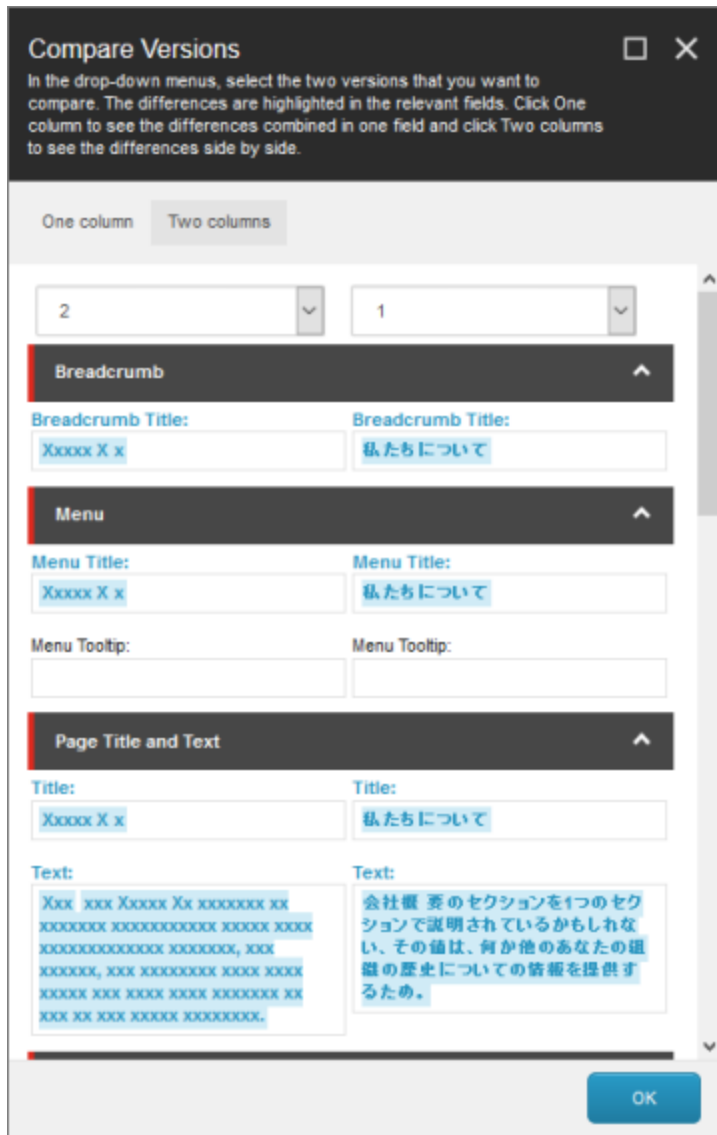 Compare Versions
In the drop-down menus, select the two versions that you want to
compare. The differences are highlighted in the relevant fields. Click One
column to see the differences combined in one field and click Two columns
to see the differences side by side.
One column Two columns
2 1
Breadcrumb
Breadcrumb Title: Breadcrumb Title:
Xxxxx X x 私たちについて
Menu
Menu Title: Menu Title:
Xxxxx X x 私たちについて
Menu Tooltip: Menu Tooltip:
Page Title and Text
Title: Title:
Xxxxx X x 私たちについて
Text:
Xxx xxx Xxxxx Xx xxxxxxx xx
xxxxxxx xxxxxxxxxxx xxxxx xxxx
xxxxxxxxxxxxx xxxxxxx, xxx
xxxxxx, xxx xxxxxxxx xxxx xxxx
xxxxx xxx xxxx xxxx xxxxxxx xx
xxx xx xxx xxxxx xxxxxxxx.
Text:
会社概 要のセクションを1つのセク
ションで説明されているかもしれな
い、その値は、何か他のあなたの組
織の歴史についての情報を提供す
るため。
OK